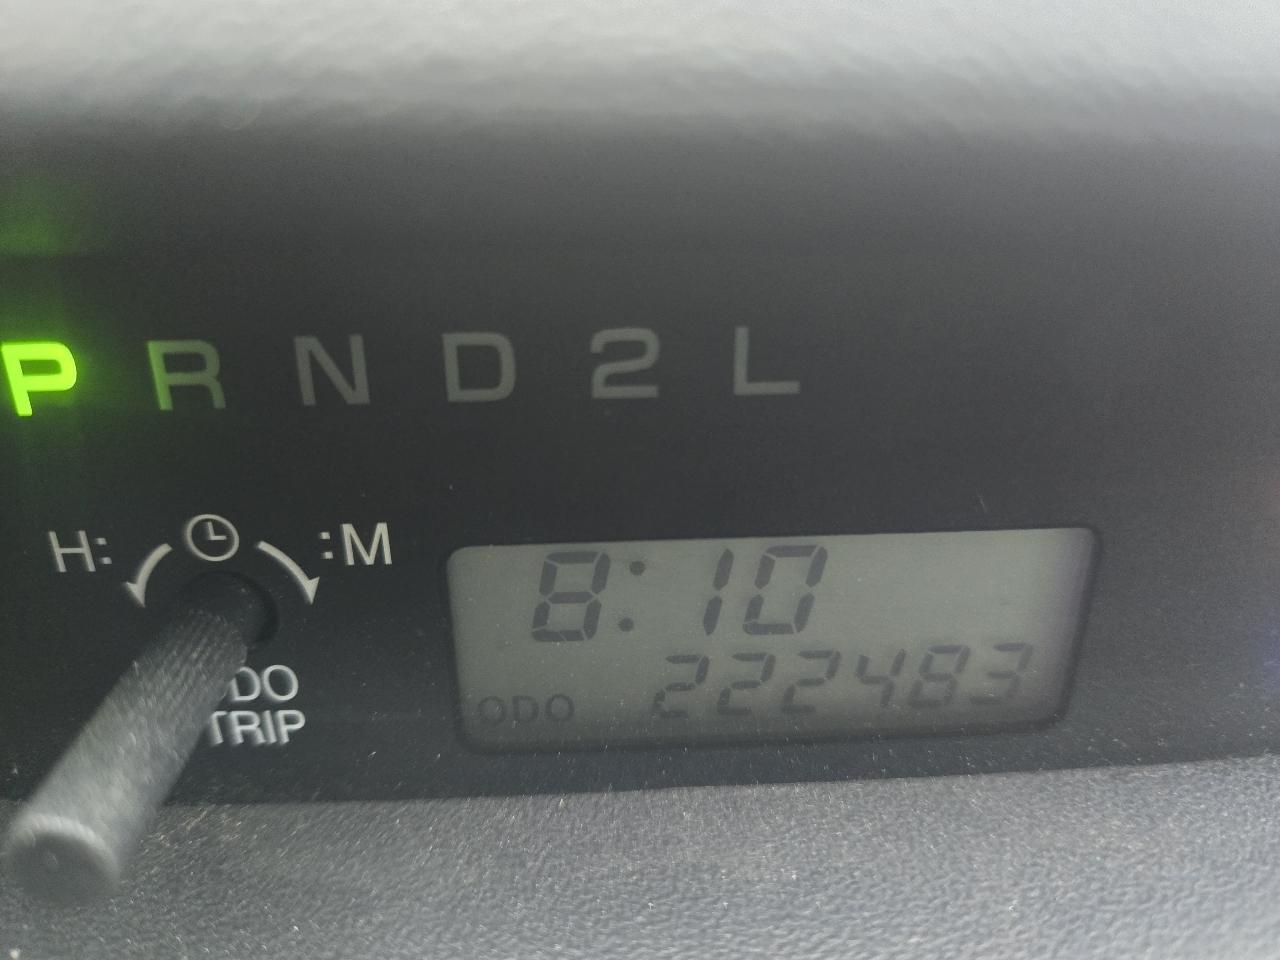 P R N D 2 L
H: :M
8:10
ODO 222483
ODO
TRIP